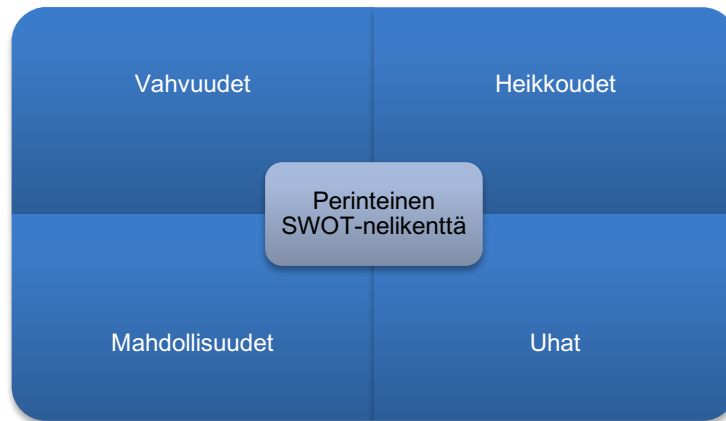 Vahvuudet
Heikkoudet
Perinteinen
SWOT-nelikenttä
Mahdollisuudet
Uhat